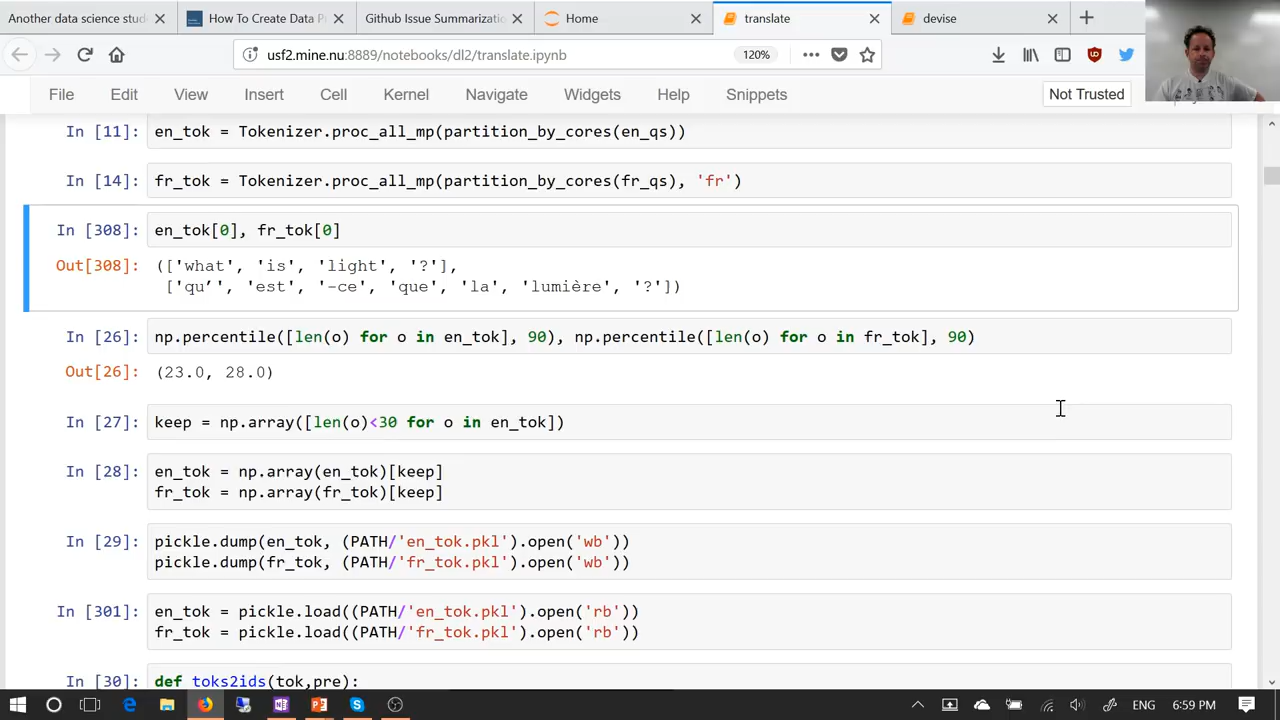 Another data science stude
How To Create Data P
Github Issue Summarizatio
Home
translate
devise
usf2.mine.nu:8889/notebooks/dl2/translate.ipynb
120%
File Edit View Insert Cell Kernel Navigate Widgets Help Snippets
Not Trusted
In [11]: en_tok = Tokenizer.proc_all_mp(partition_by_cores(en_qs))
In [14]: fr_tok = Tokenizer.proc_all_mp(partition_by_cores(fr_qs), 'fr')
In [308]: en_tok[0], fr_tok[0]
Out[308]: (['what', 'is', 'light', '?'],
['qu’', 'est', '-ce', 'que', 'la', 'lumière', '?'])
In [26]: np.percentile([len(o) for o in en_tok], 90), np.percentile([len(o) for o in fr_tok], 90)
Out[26]: (23.0, 28.0)
In [27]: keep = np.array([len(o)<30 for o in en_tok])
In [28]: en_tok = np.array(en_tok)[keep]
fr_tok = np.array(fr_tok)[keep]
In [29]: pickle.dump(en_tok, (PATH/'en_tok.pkl').open('wb'))
pickle.dump(fr_tok, (PATH/'fr_tok.pkl').open('wb'))
In [301]: en_tok = pickle.load((PATH/'en_tok.pkl').open('rb'))
fr_tok = pickle.load((PATH/'fr_tok.pkl').open('rb'))
In [30]: def toks2ids(tok,pre):
ENG
6:59 PM